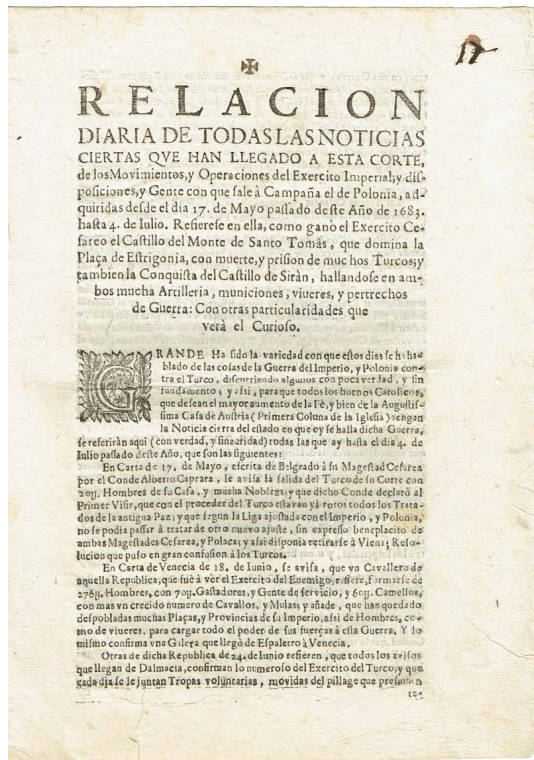 17
✠
RELACION
DIARIA DE TODAS LAS NOTICIAS
CIERTAS QVE HAN LLEGADO A ESTA CORTE,
de los Movimientos, y Operaciones del Exercito Imperial; y dis-
posiciones, y Gente con que sale à Campaña el de Polonia, ad-
quiridas desde el dia 17. de Mayo passado deste Año de 1683.
hasta 4. de Iulio. Refierese en ella, como ganò el Exercito Ce-
sareo el Castillo del Monte de Santo Tomàs, que domina la
Plaça de Estrigonia, con muerte, y prision de muchos Turcos; y
tambien la Conquista del Castillo de Siràn, hallandose en am-
bos mucha Artilleria, municiones, viueres, y pertrechos
de Guerra: Con otras particularidades que
verà el Curioso.
GRANDE Ha sido la variedad con que estos dias se ha ha-
blado de las cosas de la Guerra del Imperio, y Polonia con-
tra el Turco, discurriendo algunos con poca verdad, y sin
fundamento; y assi, para que todos los buenos Catolicos,
que desean el mayor aumento de la Fè, y bien de la Augustis-
sima Casa de Austria (Primera Coluna de la Iglesia) tengan
la Noticia cierta del estado en que oy se halla dicha Guerra,
se referiràn aqui (con verdad, y sinceridad) todas las que ay hasta el dia 4. de
Iulio passado deste Año, que son las siguientes:
En Carta de 17. de Mayo, escrita de Belgrado à su Magestad Cesarea
por el Conde Alberto Caprara, le avisa la salida del Turco de su Corte con
20ɥ. Hombres de su Casa, y mucha Nobleza; y que dicho Conde declarò al
Primer Visir, que con el proceder del Turco estavan yà rotos todos los Trata-
dos de la antigua Paz; y que segun la Liga ajustada con el Imperio, y Polonia,
no se podia passar à tratar de otro nuevo ajuste, sin expresso beneplacito de
ambas Magestades Cesarea, y Polaca; y assi disponia retirarse à Viena; Reso-
lucion que puso en gran confusion à los Turcos.
En Carta de Venecia de 18. de Iunio, se avisa, que vn Cavallero de
aquella Republica, que fuè à ver el Exercito del Enemigo, refiere, formarse de
276ɥ. Hombres, con 70ɥ. Gastadores, y Gente de servicio, y 60ɥ. Camellos,
con mas vn crecido numero de Cavallos, y Mulas; y añade, que han quedado
despobladas muchas Plaças, y Provincias de su Imperio, assi de Hombres, co-
mo de viueres, para cargar todo el poder de sus fuerças à esta Guerra. Y lo
mismo confirma vna Galera que llegò de Espaletro à Venecia.
Otras de dicha Republica de 24. de Iunio refieren, que todos los avisos
que llegan de Dalmacia, confirman lo numeroso del Exercito del Turco; y que
cada dia se le juntan Tropas voluntarias, movidas del pillage que presumen